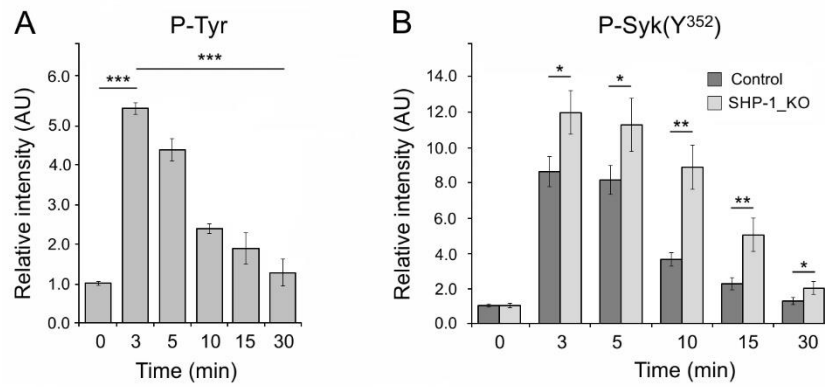 A
P-Tyr
Relative intensity (AU)
6.0
5.0
4.0
3.0
2.0
1.0
0.0
***
***
0 3 5 10 15 30
Time (min)
B
P-Syk(Y³⁵²)
Relative intensity (AU)
14.0
12.0
10.0
8.0
6.0
4.0
2.0
0.0
Control
SHP-1_KO
*
*
**
**
*
0 3 5 10 15 30
Time (min)